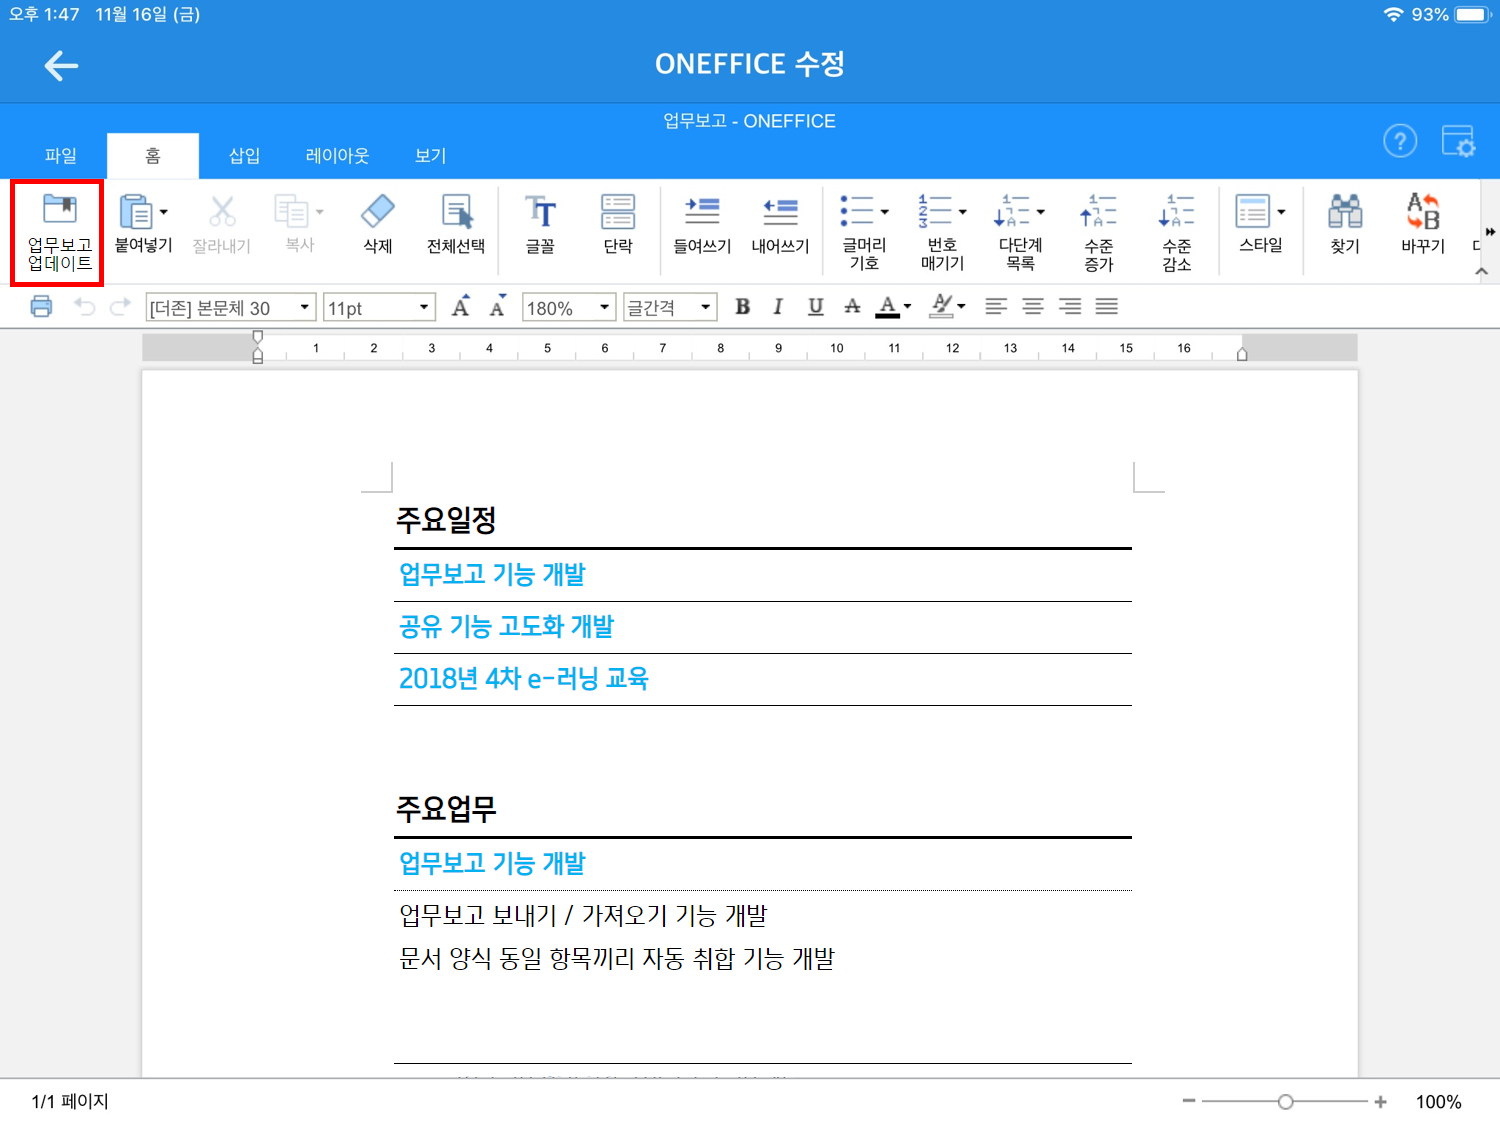 오후 1:47 11월 16일 (금)
93%
ONEFFICE 수정
업무보고 - ONEFFICE
파일 홈 삽입 레이아웃 보기
업무보고
업데이트
붙여넣기
잘라내기
복사
삭제
전체선택
글꼴
단락
들여쓰기
내어쓰기
글머리
기호
번호
매기기
다단계
목록
수준
증가
수준
감소
스타일
찾기
바꾸기
[더존] 본문체 30 11pt 180% 글간격
1 2 3 4 5 6 7 8 9 10 11 12 13 14 15 16
주요일정
업무보고 기능 개발
공유 기능 고도화 개발
2018년 4차 e-러닝 교육
주요업무
업무보고 기능 개발
업무보고 보내기 / 가져오기 기능 개발
문서 양식 동일 항목끼리 자동 취합 기능 개발
1/1 페이지
100%